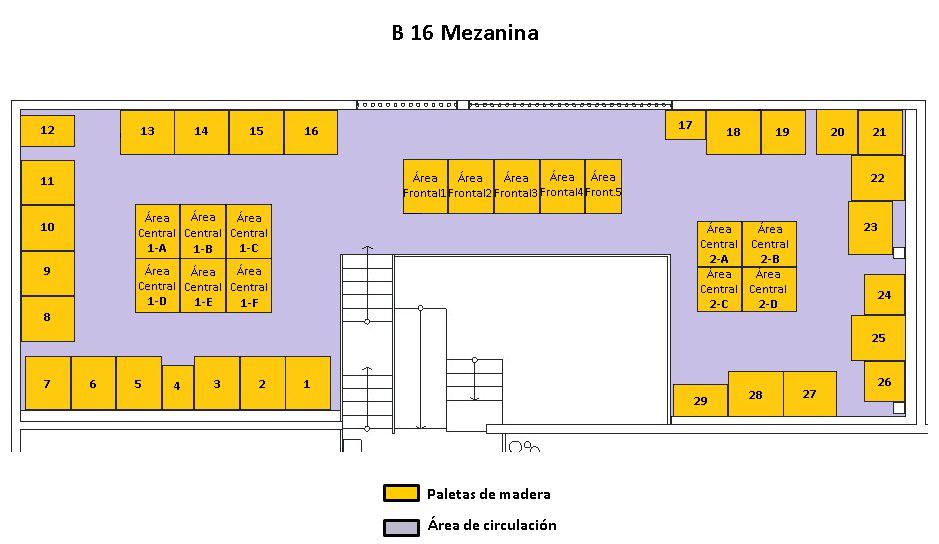 B 16 Mezanina
12
13
14
15
16
17
18
19
20
21
11
Área
Frontal1
Área
Frontal2
Área
Frontal3
Área
Frontal4
Área
Front.5
22
10
Área
Central
1-A
Área
Central
1-B
Área
Central
1-C
23
Área
Central
2-A
Área
Central
2-B
9
Área
Central
1-D
Área
Central
1-E
Área
Central
1-F
Área
Central
2-C
Área
Central
2-D
24
8
25
7
6
5
4
3
2
1
29
28
27
26
Paletas de madera
Área de circulación